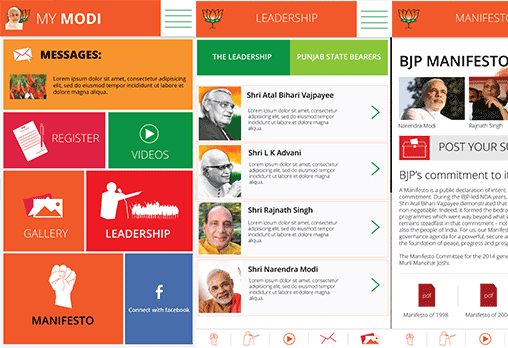 MY MODI
MESSAGES:
Lorem ipsum dolor sit amet, consectetur adipisicing
elit, sed do eiusmod tempor incididunt ut labore et
dolore magna aliqua.
REGISTER
VIDEOS
GALLERY
LEADERSHIP
MANIFESTO
Connect with facebook
LEADERSHIP
THE LEADERSHIP
PUNJAB STATE BEARERS
Shri Atal Bihari Vajpayee
Lorem ipsum dolor sit amet, consectetur
adipisicing elit, sed do eiusmod tempor
incididunt ut labore et dolore magna
aliqua.
Shri L K Advani
Lorem ipsum dolor sit amet, consectetur
adipisicing elit, sed do eiusmod tempor
incididunt ut labore et dolore magna
aliqua.
Shri Rajnath Singh
Lorem ipsum dolor sit amet, consectetur
adipisicing elit, sed do eiusmod tempor
incididunt ut labore et dolore magna
aliqua.
Shri Narendra Modi
Lorem ipsum dolor sit amet, consectetur
adipisicing elit, sed do eiusmod tempor
incididunt ut labore et dolore magna
aliqua.
MANIFESTO
BJP MANIFESTO
Narendra Modi
Rajnath Singh
POST YOUR SU
BJP's commitment to it
A Manifesto is a public declaration of intent,
commitment. During the BJP-led NDA years,
Shri Atal Bihari Vajpayee demonstrated that
non-negotiable; indeed, it formed the bedro
programmes which went way beyond what w
remains steadfast in that commitment – not
also the people of India. For us, our Manifes
governance agenda for a powerful, secure a
the foundation of peace, progress and prosp
The Manifesto Committee for the 2014 gene
Murli Manohar Joshi.
pdf
pdf
Manifesto of 1998
Manifesto of 2004